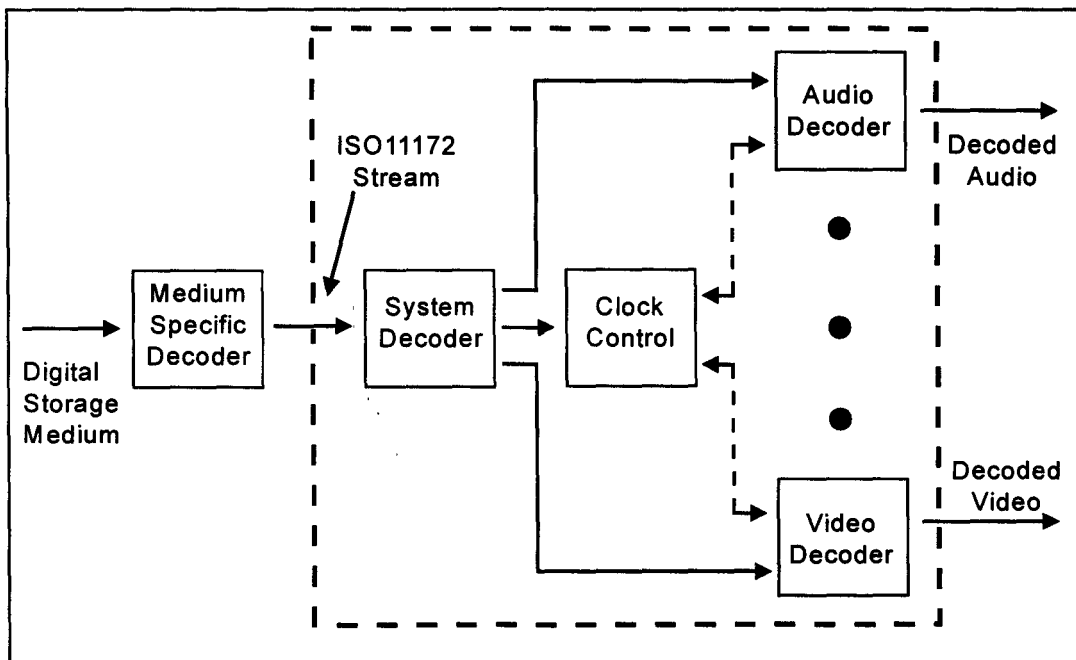 Audio
Decoder
Decoded
Audio
ISO11172
Stream
Medium
Specific
Decoder
System
Decoder
Clock
Control
Digital
Storage
Medium
Decoded
Video
Video
Decoder